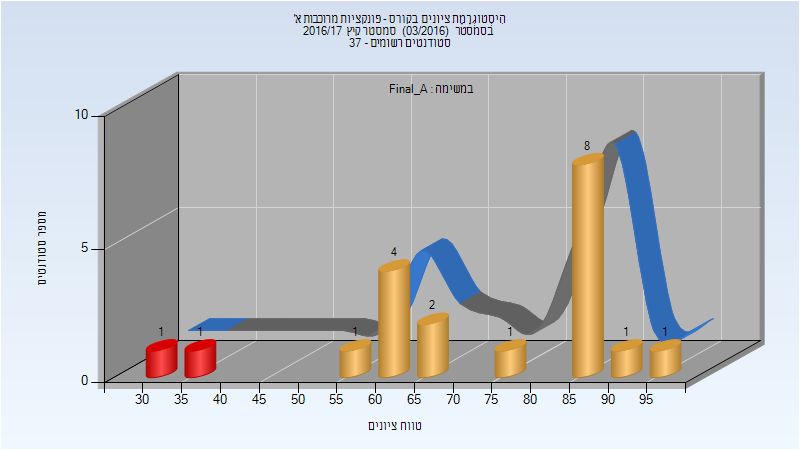 היסטוגרמת ציונים בקורס - פונקציות מרוכבות א'
בסמסטר (03/2016) סמסטר קיץ 2016/17
סטודנטים רשומים - 37
במשימה : Final_A
10
5
0
מספר סטודנטים
1
1
1
4
2
1
8
1
1
30 35 40 45 50 55 60 65 70 75 80 85 90 95
טווח ציונים